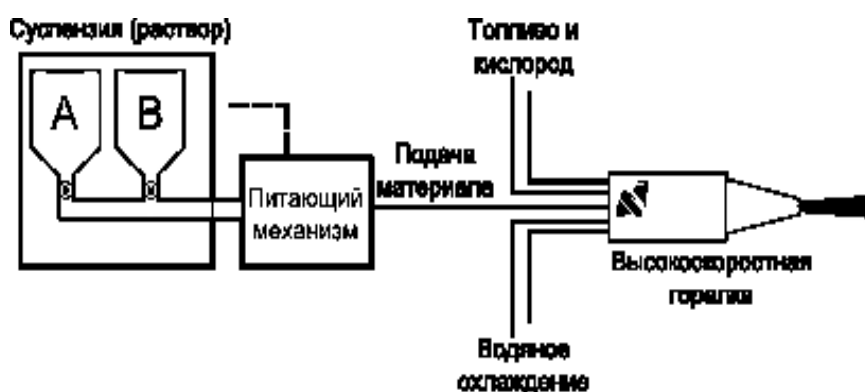 Суспензия (раствор)
A
B
Питающий
механизм
Подача
материала
Топливо и
кислород
Высокоскоростная
горелка
Водяное
охлаждение